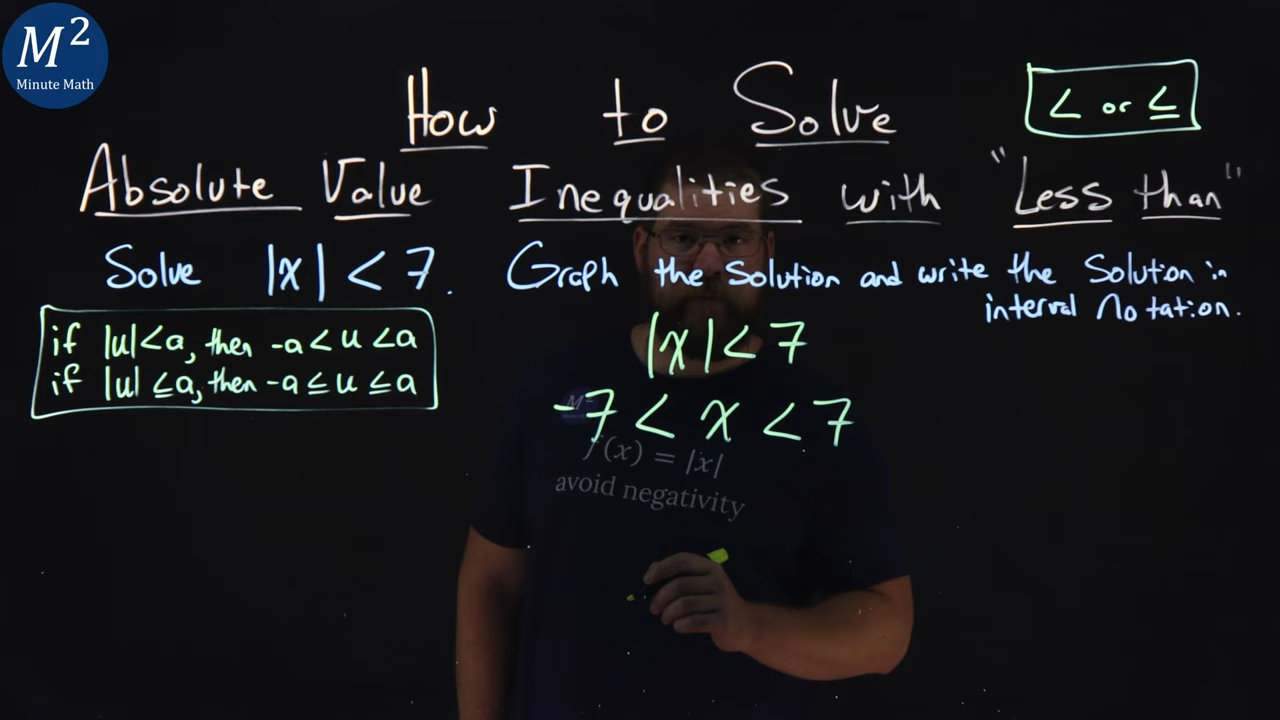 M²
Minute Math
How to Solve
< or ≤
Absolute Value Inequalities with "Less than"
Solve |x| < 7. Graph the Solution and write the Solution in
interval Notation.
if |u|<a, then -a<u<a
if |u| ≤a, then -a ≤ u ≤ a
|x| < 7
-7 < x < 7
M²
f(x) = |x|
avoid negativity